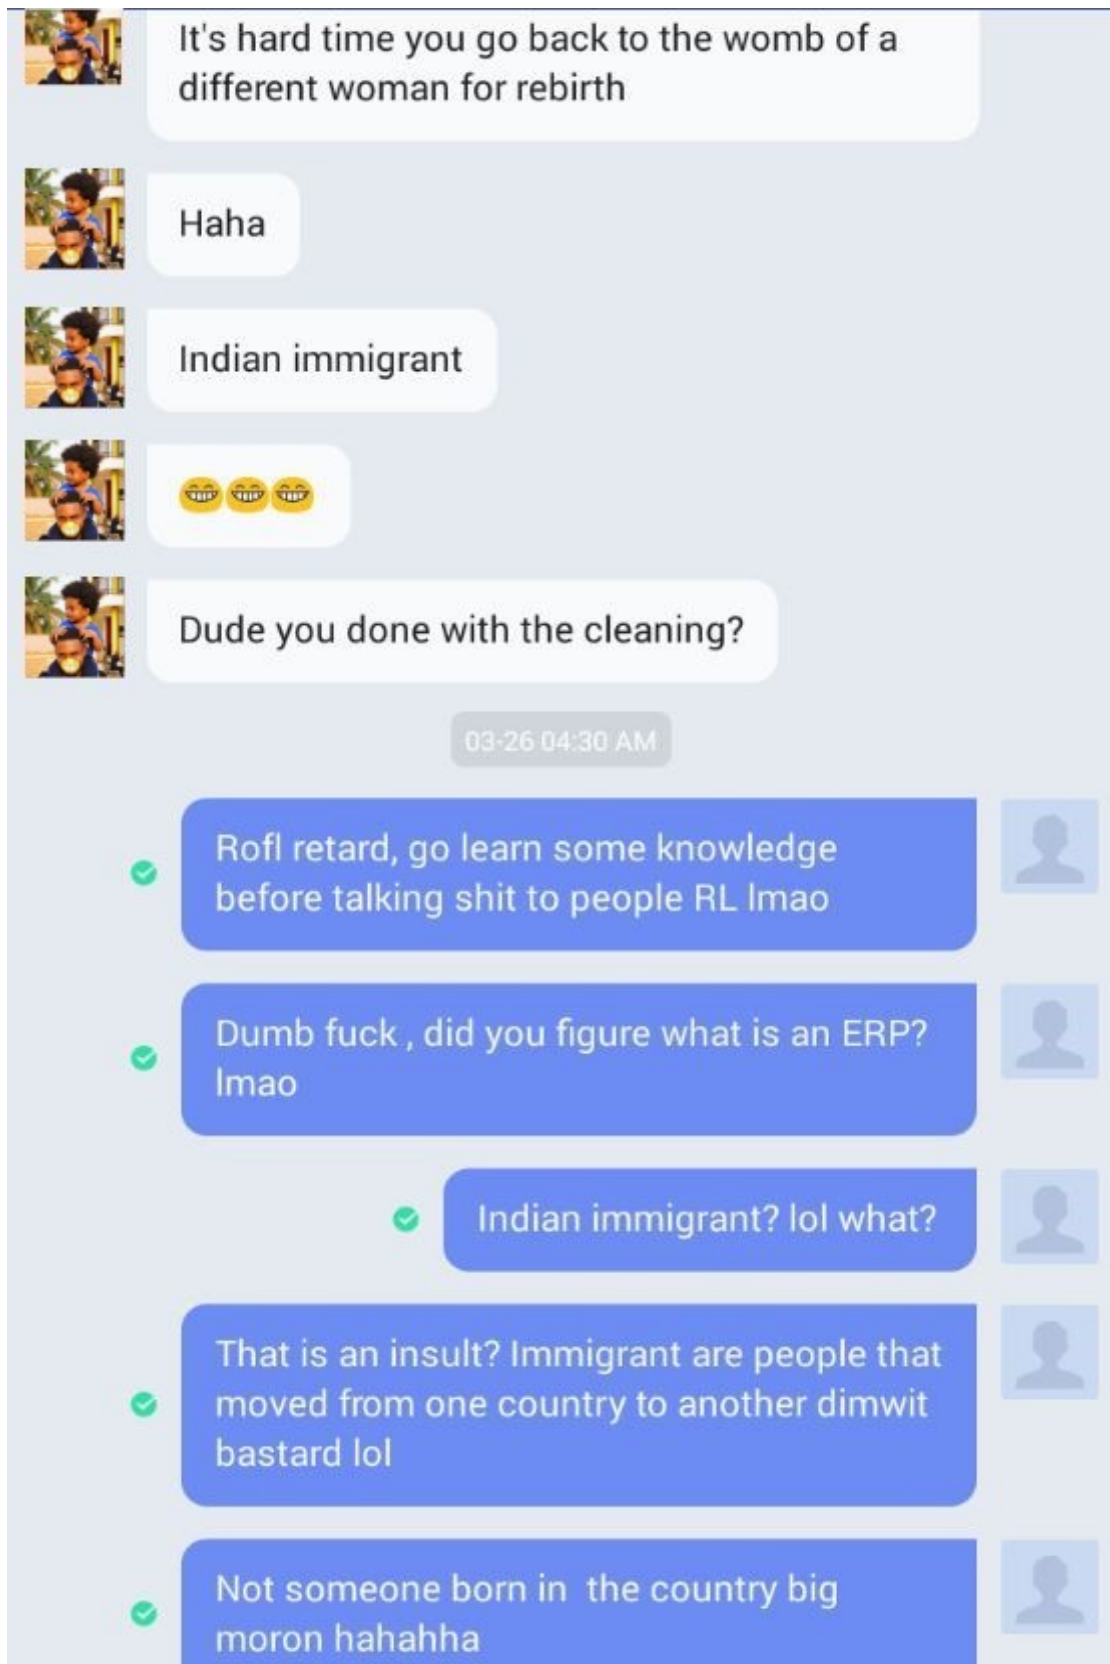 It's hard time you go back to the womb of a
different woman for rebirth
Haha
Indian immigrant
😁😁😁
Dude you done with the cleaning?
03-26 04:30 AM
Rofl retard, go learn some knowledge
before talking shit to people RL lmao
Dumb fuck , did you figure what is an ERP?
lmao
Indian immigrant? lol what?
That is an insult? Immigrant are people that
moved from one country to another dimwit
bastard lol
Not someone born in  the country big
moron hahahha